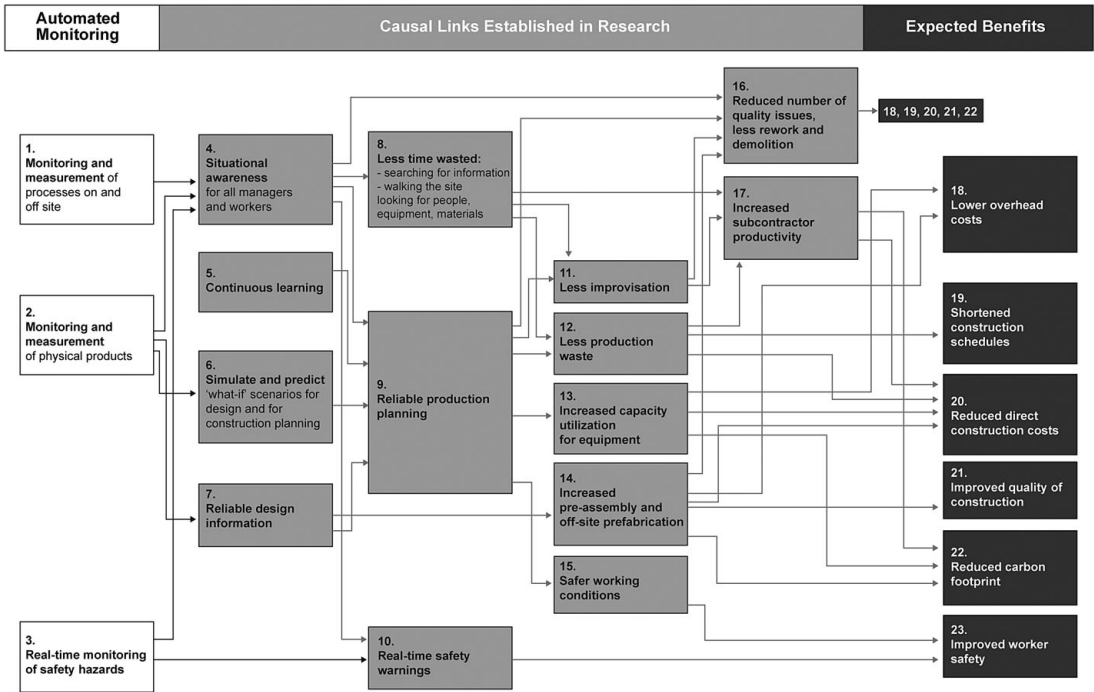 Automated
Monitoring
Causal Links Established in Research
Expected Benefits
1.
Monitoring and
measurement of
processes on and
off site
2.
Monitoring and
measurement
of physical products
3.
Real-time monitoring
of safety hazards
4.
Situational
awareness
for all managers
and workers
5.
Continuous learning
6.
Simulate and predict
‘what-if’ scenarios for
design and for
construction planning
7.
Reliable design
information
8.
Less time wasted:
- searching for information
- walking the site
looking for people,
equipment, materials
9.
Reliable production
planning
10.
Real-time safety
warnings
11.
Less improvisation
12.
Less production
waste
13.
Increased capacity
utilization
for equipment
14.
Increased
pre-assembly and
off-site prefabrication
15.
Safer working
conditions
16.
Reduced number of
quality issues,
less rework and
demolition
17.
Increased
subcontractor
productivity
18, 19, 20, 21, 22
18.
Lower overhead
costs
19.
Shortened
construction
schedules
20.
Reduced direct
construction costs
21.
Improved quality of
construction
22.
Reduced carbon
footprint
23.
Improved worker
safety